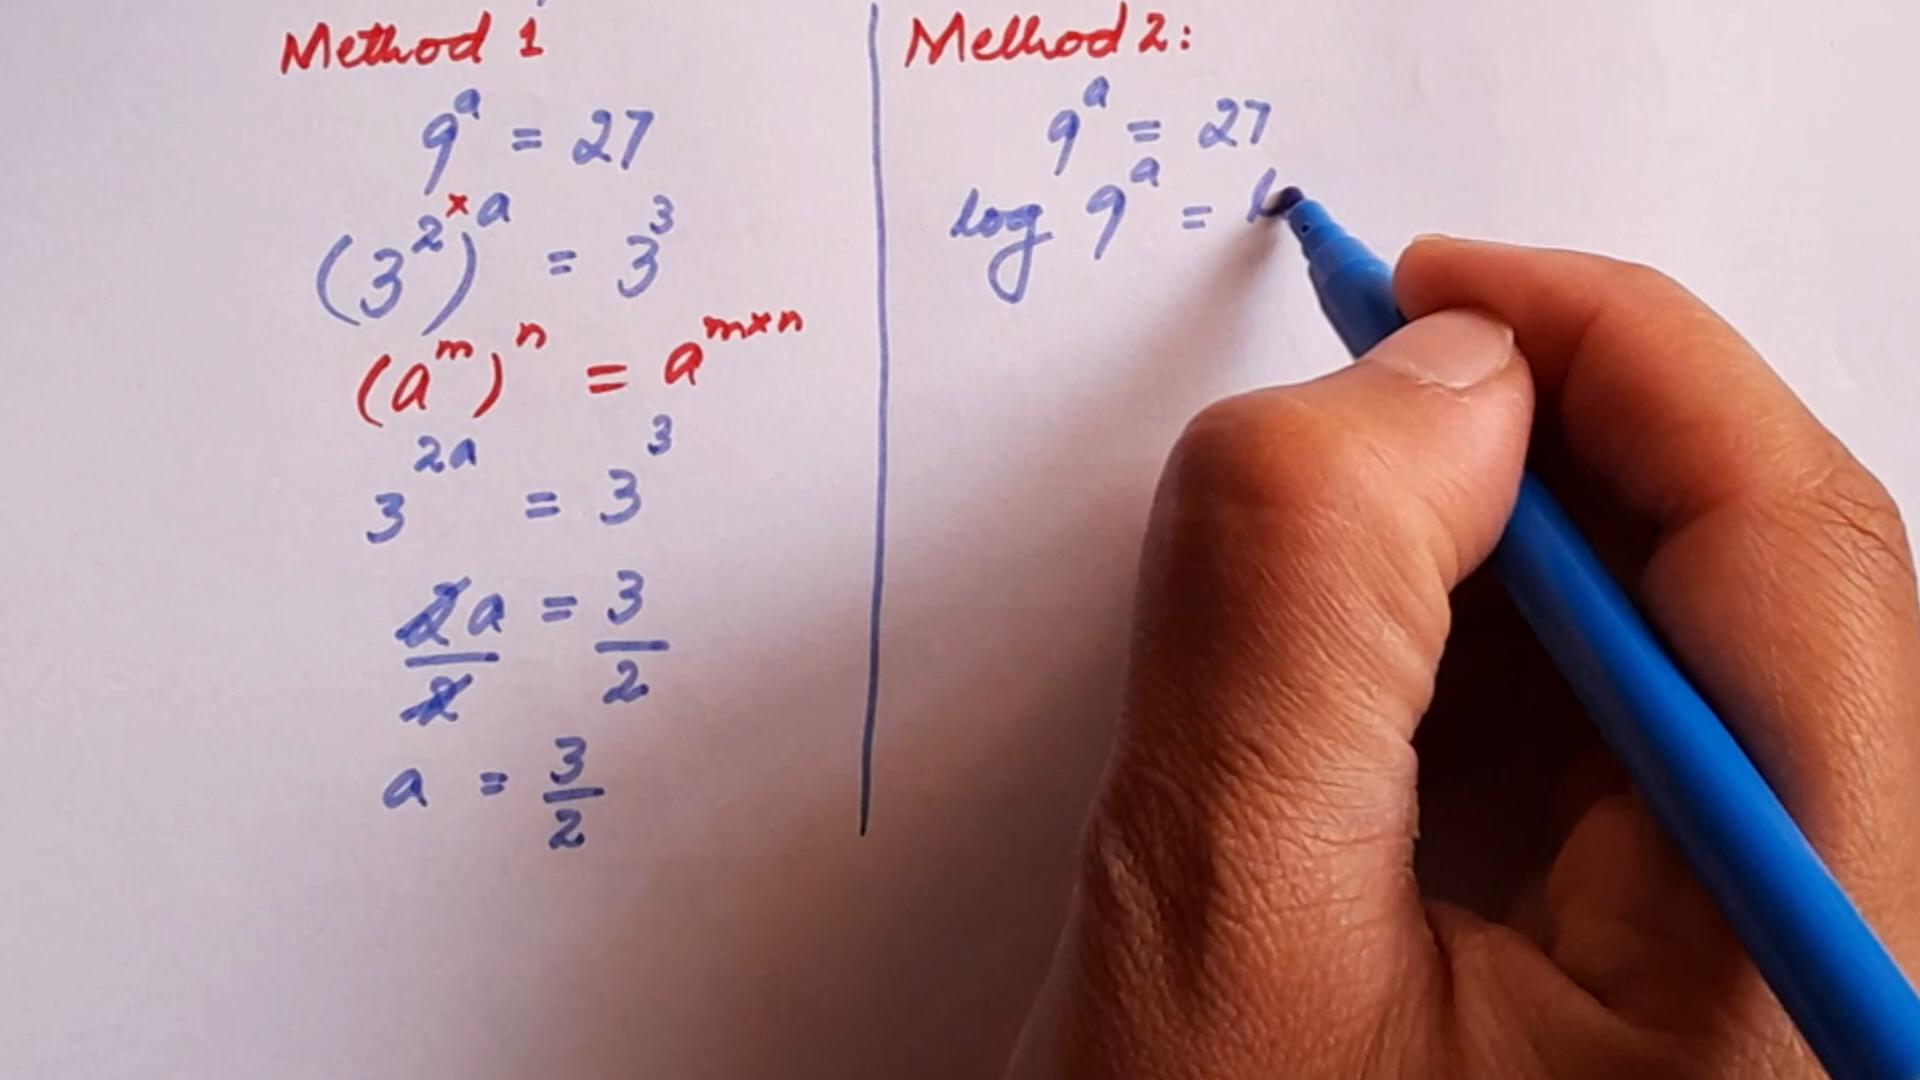 Method 1
9^a = 27
(3^2)^{×a} = 3^3
(a^m)^n = a^{m×n}
3^{2a} = 3^3
2a/2 = 3/2
a = 3/2
Method 2:
9^a = 27
log 9^a =